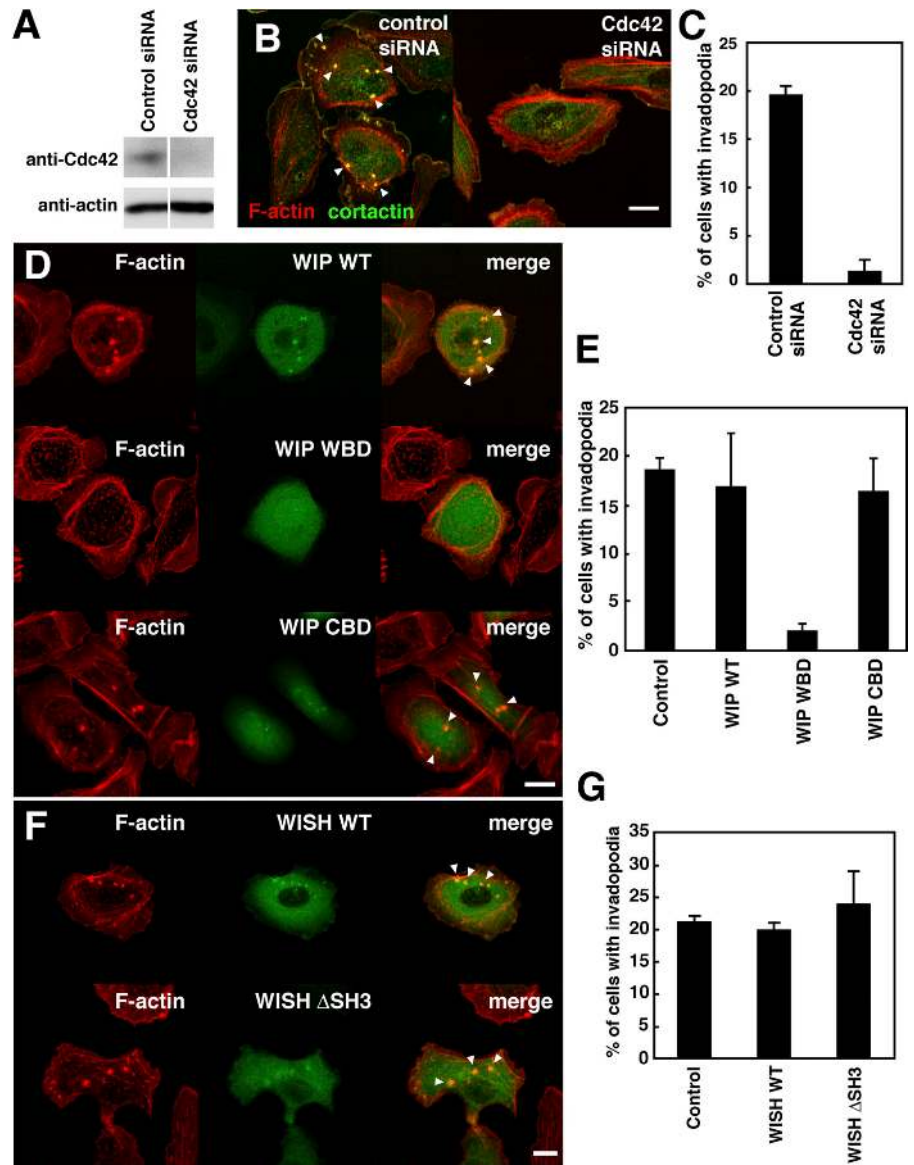 A
Control siRNA
Cdc42 siRNA
anti-Cdc42
anti-actin
B
control
siRNA
Cdc42
siRNA
F-actin
cortactin
C
% of cells with invadopodia
25
20
15
10
5
0
Control
siRNA
Cdc42
siRNA
D
F-actin
WIP WT
merge
F-actin
WIP WBD
merge
F-actin
WIP CBD
merge
E
% of cells with invadopodia
25
20
15
10
5
0
Control
WIP WT
WIP WBD
WIP CBD
F
F-actin
WISH WT
merge
F-actin
WISH ΔSH3
merge
G
% of cells with invadopodia
35
30
25
20
15
10
5
0
Control
WISH WT
WISH ΔSH3